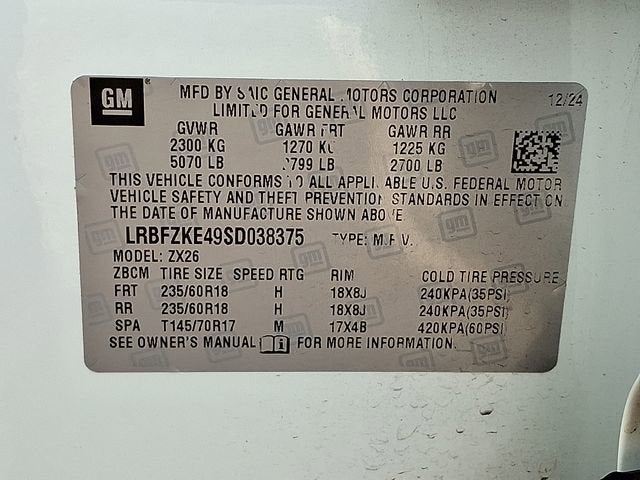 GM
MFD BY SAIC GENERAL MOTORS CORPORATION 12/24
LIMITED FOR GENERAL MOTORS LLC
GVWR GAWR FRT GAWR RR
2300 KG 1270 KG 1225 KG
5070 LB 2799 LB 2700 LB
THIS VEHICLE CONFORMS TO ALL APPLICABLE U.S. FEDERAL MOTOR
VEHICLE SAFETY AND THEFT PREVENTION STANDARDS IN EFFECT ON
THE DATE OF MANUFACTURE SHOWN ABOVE
LRBFZKE49SD038375 TYPE: M.P.V.
MODEL: ZX26
ZBCM TIRE SIZE SPEED RTG RIM COLD TIRE PRESSURE
FRT 235/60R18 H 18X8J 240KPA(35PSI)
RR 235/60R18 H 18X8J 240KPA(35PSI)
SPA T145/70R17 M 17X4B 420KPA(60PSI)
SEE OWNER'S MANUAL FOR MORE INFORMATION.